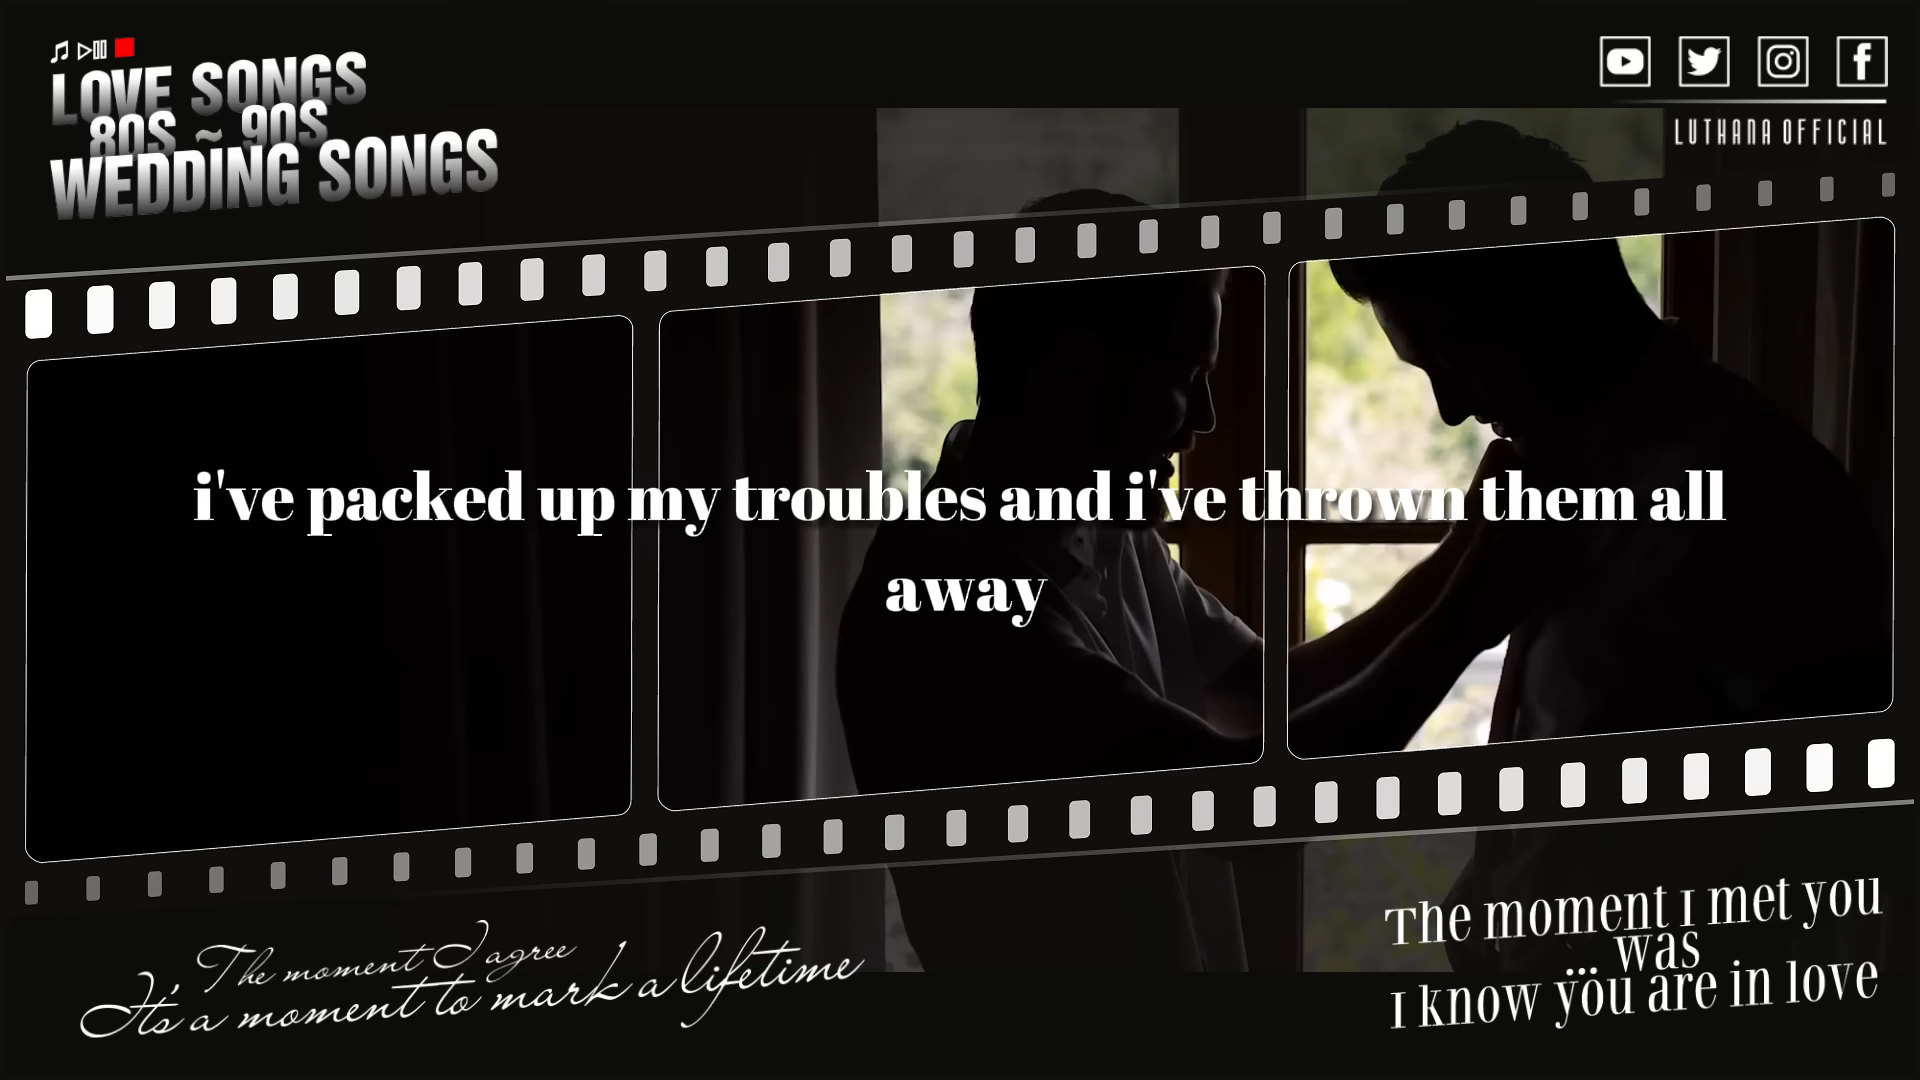 LOVE SONGS
80S ~ 90S
WEDDING SONGS
LUTHANA OFFICIAL
i've packed up my troubles and i've thrown them all
away
The moment I agree
It's a moment to mark a lifetime
The moment I met you
was
I know yöu are in love